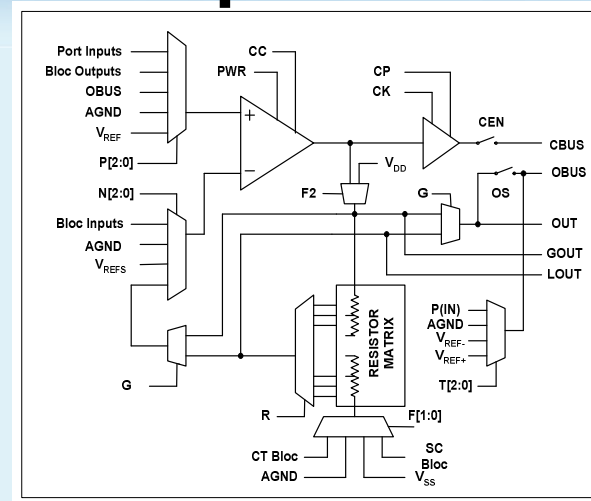 Port Inputs
Bloc Outputs
OBUS
AGND
VREF
P[2:0]
N[2:0]
Bloc Inputs
AGND
VREFS
G
CC
PWR
+
−
CP
CK
CEN
CBUS
VDD
F2
G
OS
OBUS
OUT
GOUT
LOUT
RESISTOR
MATRIX
P(IN)
AGND
VREF-
VREF+
T[2:0]
R
F[1:0]
CT Bloc
AGND
SC
Bloc
VSS